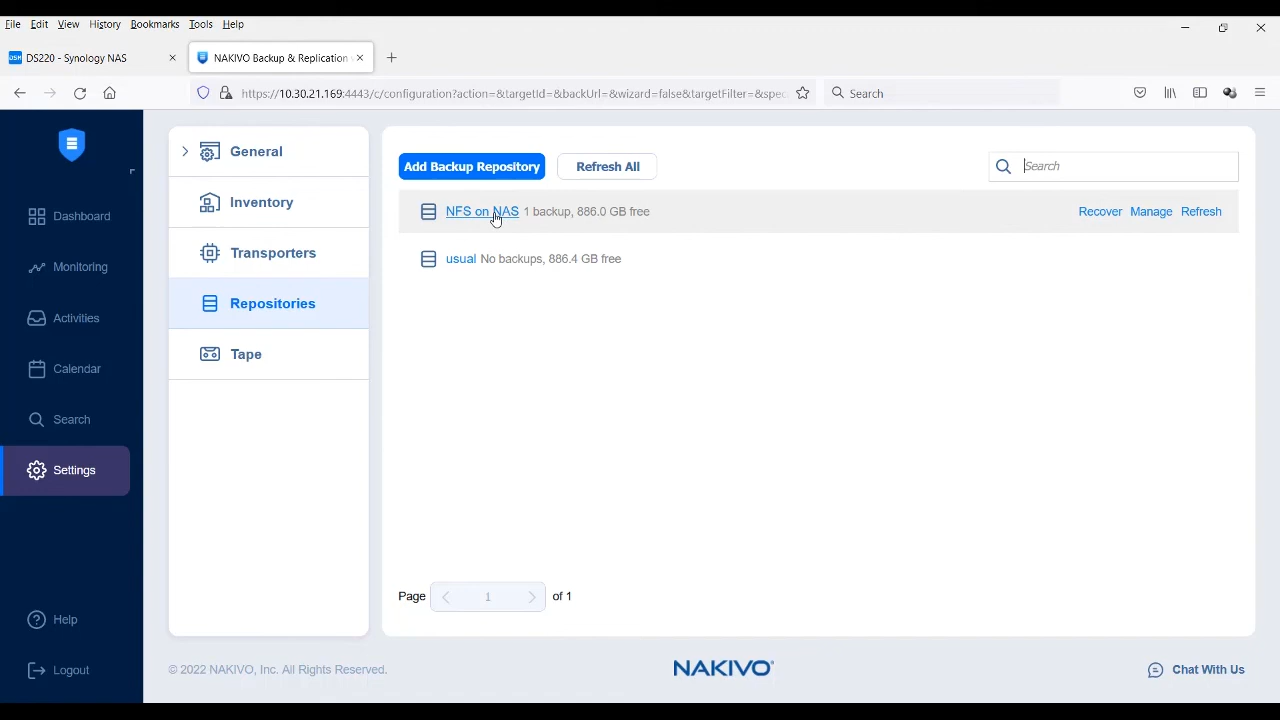 File Edit View History Bookmarks Tools Help
DSM DS220 - Synology NAS
NAKIVO Backup & Replication
https://10.30.21.169:4443/c/configuration?action=&targetId=&backUrl=&wizard=false&targetFilter=&spec
Search
Dashboard
Monitoring
Activities
Calendar
Search
Settings
Help
Logout
General
Inventory
Transporters
Repositories
Tape
Add Backup Repository Refresh All
Search
NFS on NAS 1 backup, 886.0 GB free Recover Manage Refresh
usual No backups, 886.4 GB free
Page 1 of 1
© 2022 NAKIVO, Inc. All Rights Reserved.
NAKIVO®
Chat With Us